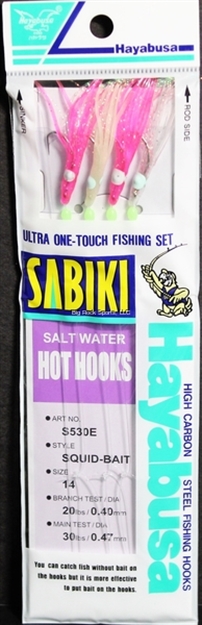 Hayabusa
ROD SIDE
ULTRA ONE-TOUCH FISHING SET
SABIKI
Big Rock Sports, LLC
SALT WATER
HOT HOOKS
ART NO.
S530E
STYLE
SQUID-BAIT
SIZE
14
BRANCH TEST / DIA
20lbs / 0.40mm
MAIN TEST / DIA
30lbs / 0.47mm
Hayabusa
HIGH CARBON STEEL FISHING HOOKS
You can catch fish without bait on
the hooks but it is more effective
to put bait on the hooks.